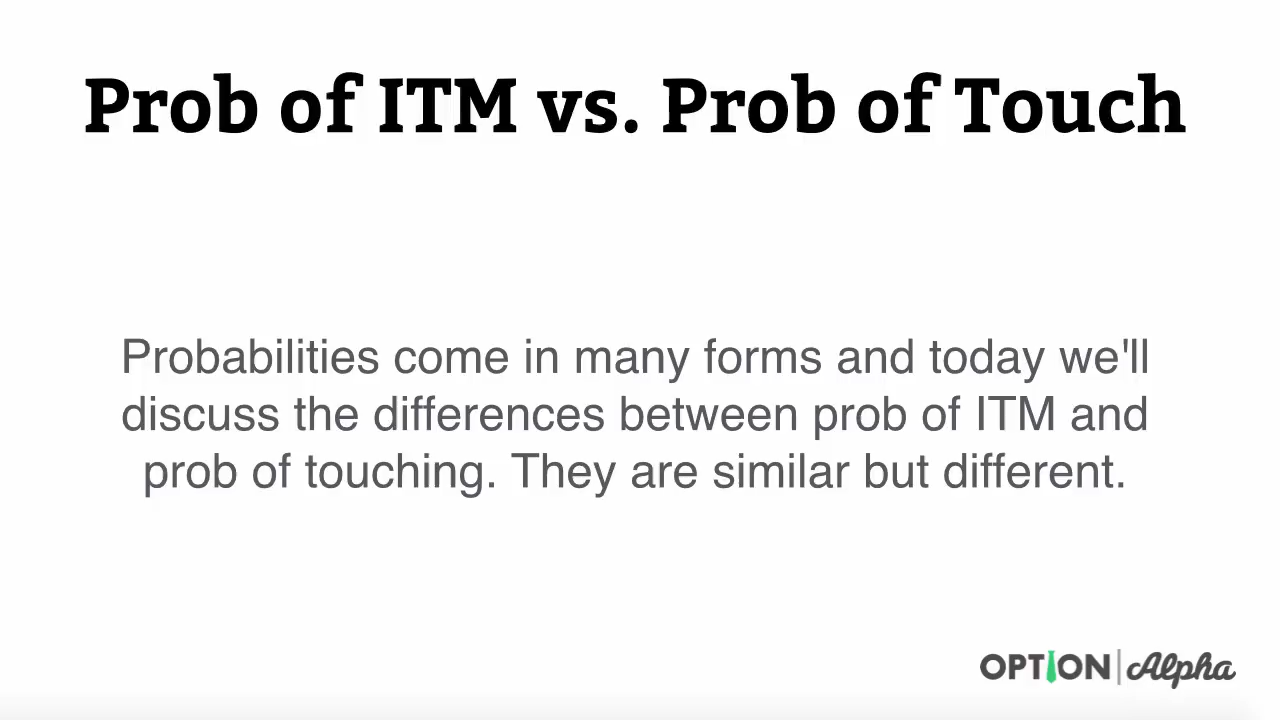 Prob of ITM vs. Prob of Touch
Probabilities come in many forms and today we'll
discuss the differences between prob of ITM and
prob of touching. They are similar but different.
OPTION | Alpha